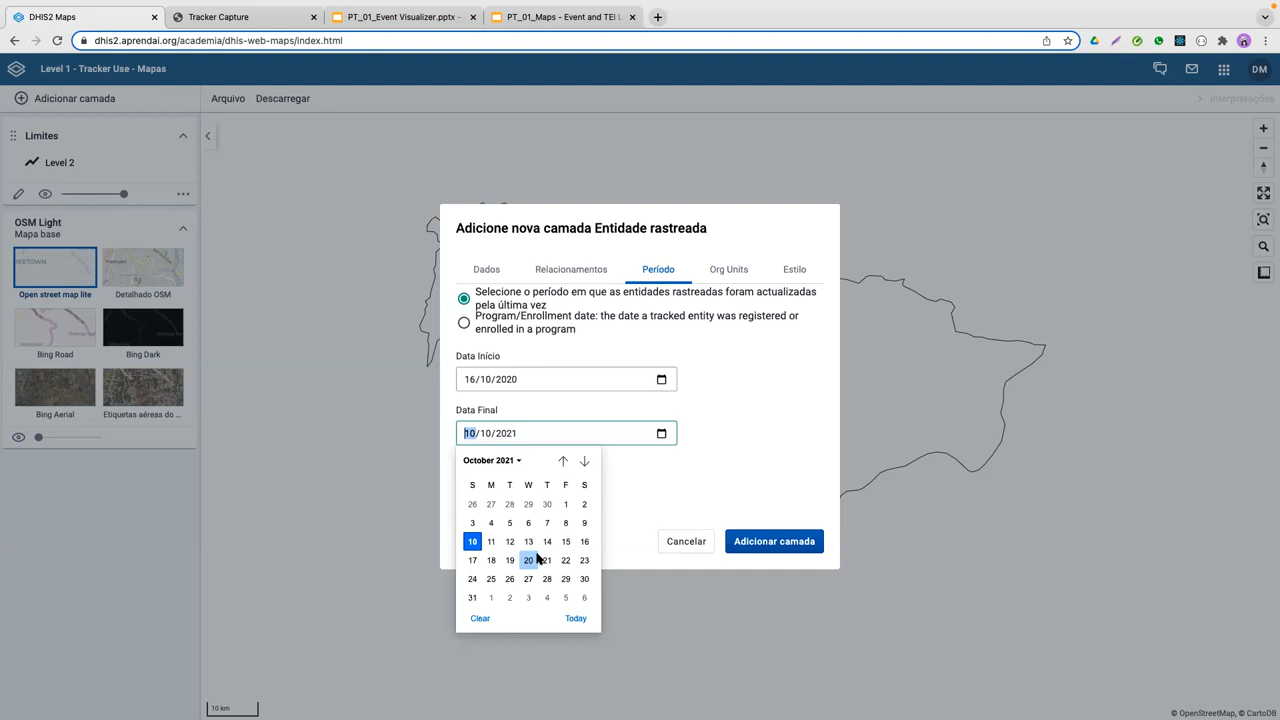 DHIS2 Maps
Tracker Capture
PT_01_Event Visualizer.pptx -
PT_01_Maps - Event and TEI L
dhis2.aprendai.org/academia/dhis-web-maps/index.html
Level 1 - Tracker Use - Mapas
DM
Adicionar camada
Arquivo Descarregar
Interpretações
Limites
Level 2
OSM Light
Mapa base
Open street map lite
Detalhado OSM
Bing Road
Bing Dark
Bing Aerial
Etiquetas aéreas do ...
Adicione nova camada Entidade rastreada
Dados Relacionamentos Período Org Units Estilo
Selecione o período em que as entidades rastreadas foram actualizadas
pela última vez
Program/Enrollment date: the date a tracked entity was registered or
enrolled in a program
Data Início
16/10/2020
Data Final
10/10/2021
October 2021
S M T W T F S
26 27 28 29 30 1 2
3 4 5 6 7 8 9
10 11 12 13 14 15 16
17 18 19 20 21 22 23
24 25 26 27 28 29 30
31 1 2 3 4 5 6
Clear Today
Cancelar
Adicionar camada
10 km
© OpenStreetMap, © CartoDB